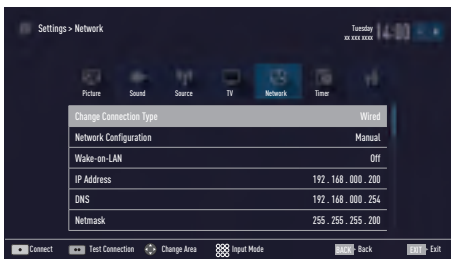 Settings > Network
Tuesday
xx xxx xxxx
Picture Sound Source TV Network Timer
Change Connection Type Wired
Network Configuration Manual
Wake-on-LAN Off
IP Address 192 . 168 . 000 . 200
DNS 192 . 168 . 000 . 254
Netmask 255 . 255 . 255 . 200
Connect Test Connection Change Area Input Mode BACK - Back EXIT - Exit